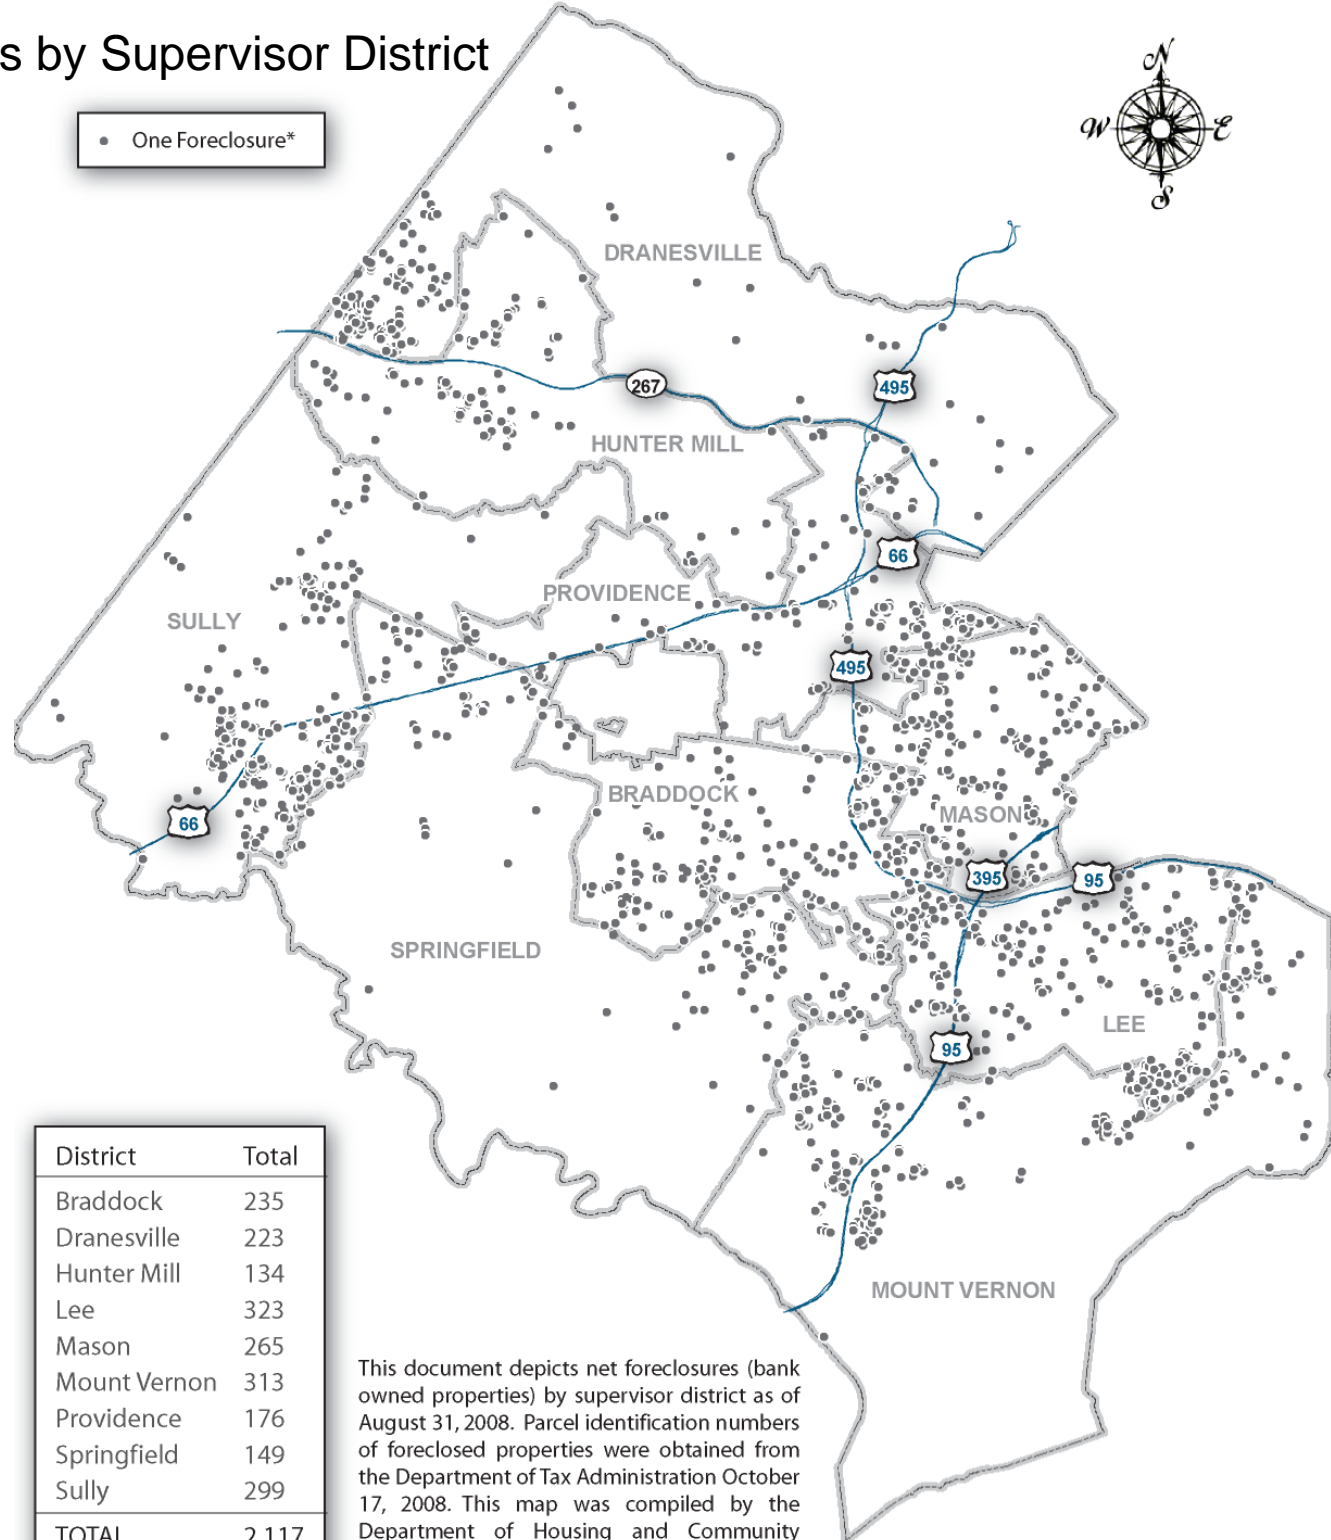 s by Supervisor District
One Foreclosure*
N
W E
S
DRANESVILLE
495
267
HUNTER MILL
66
PROVIDENCE
SULLY
495
BRADDOCK
MASON
66
395
95
SPRINGFIELD
LEE
95
MOUNT VERNON
District Total
Braddock 235
Dranesville 223
Hunter Mill 134
Lee 323
Mason 265
Mount Vernon 313
Providence 176
Springfield 149
Sully 299
TOTAL 2,117
This document depicts net foreclosures (bank
owned properties) by supervisor district as of
August 31, 2008. Parcel identification numbers
of foreclosed properties were obtained from
the Department of Tax Administration October
17, 2008. This map was compiled by the
Department of Housing and Community